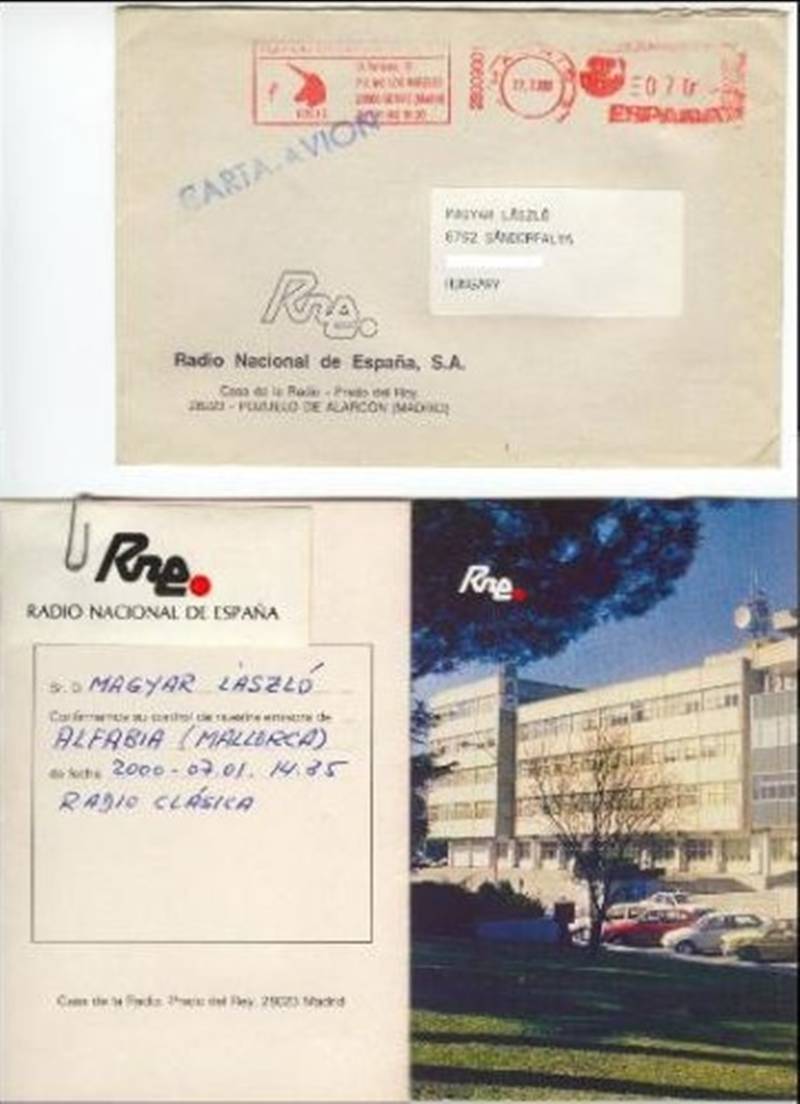 28009001
ESPAÑA
CARTA AVION
MAGYAR LÁSZLÓ
6762 SÁNDORFALVA
HUNGARY
Rne
Radio Nacional de España, S.A.
Casa de la Radio - Prado del Rey
28023 - POZUELO DE ALARCON (MADRID)
Rne
RADIO NACIONAL DE ESPAÑA
Sr. D. MAGYAR LÁSZLÓ
Confirmamos su control de nuestra emisora de
ALFABIA (MALLORCA)
de fecha 2000-07.01. 14.35
RADIO CLÁSICA
Casa de la Radio. Prado del Rey. 28023 Madrid
Rne